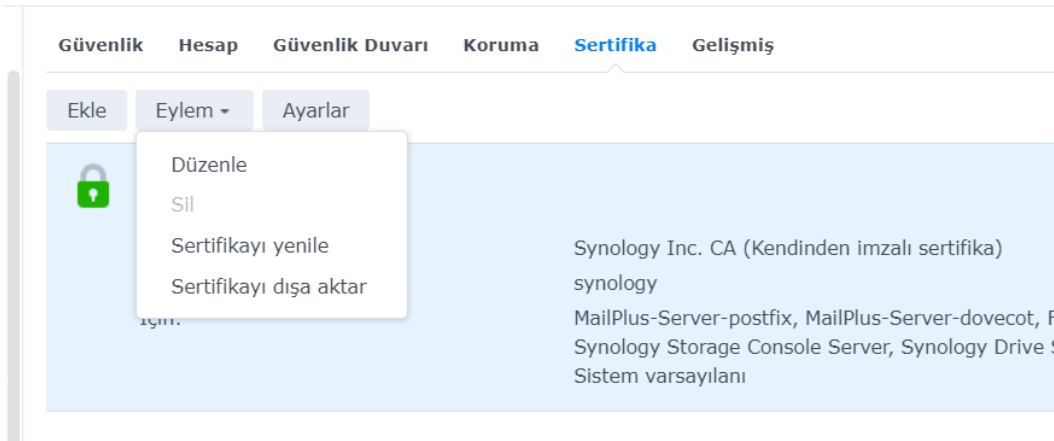 Güvenlik Hesap Güvenlik Duvarı Koruma Sertifika Gelişmiş
Ekle Eylem Ayarlar
Düzenle
Sil
Sertifikayı yenile
Sertifikayı dışa aktar
Synology Inc. CA (Kendinden imzalı sertifika)
synology
için: MailPlus-Server-postfix, MailPlus-Server-dovecot,
Synology Storage Console Server, Synology Drive
Sistem varsayılanı